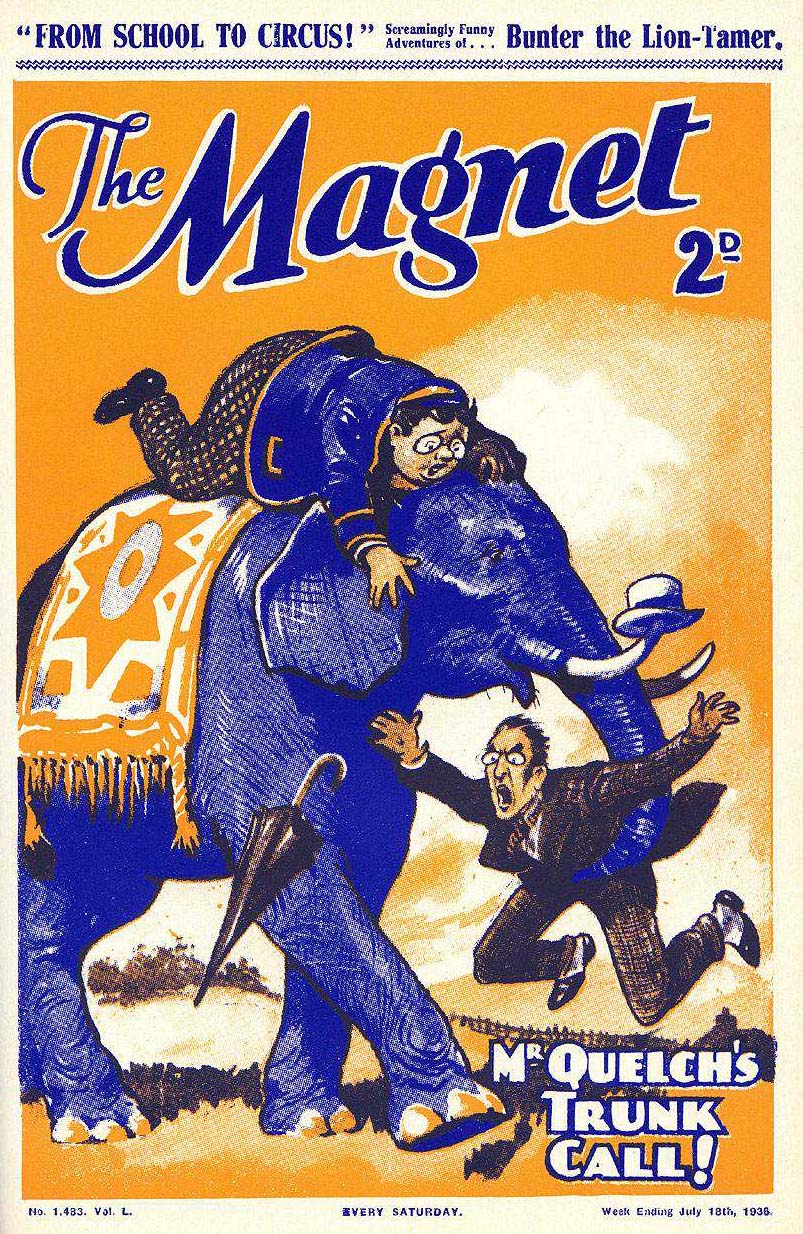 “FROM SCHOOL TO CIRCUS!” Screamingly Funny Adventures of . . . Bunter the Lion-Tamer.
The Magnet
2D
MR QUELCH'S
TRUNK
CALL!
No. 1,483. Vol. L. EVERY SATURDAY. Week Ending July 18th, 1936.